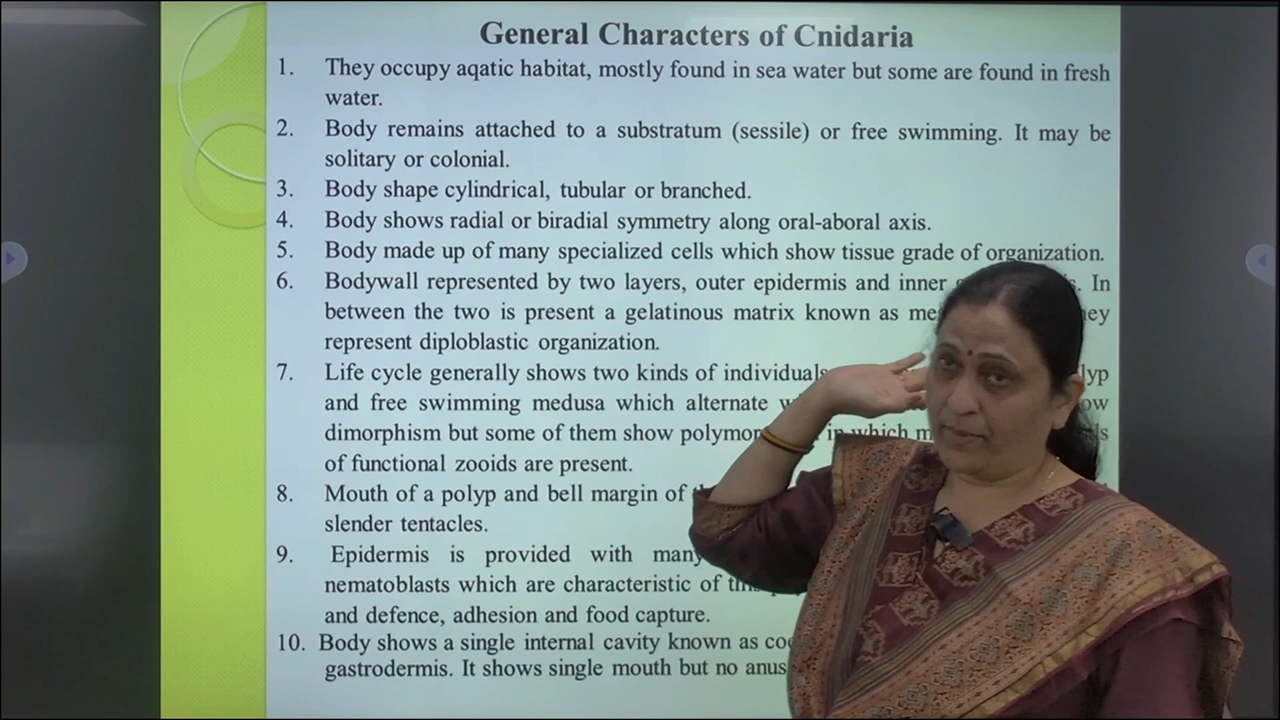 General Characters of Cnidaria
1. They occupy aqatic habitat, mostly found in sea water but some are found in fresh
water.
2. Body remains attached to a substratum (sessile) or free swimming. It may be
solitary or colonial.
3. Body shape cylindrical, tubular or branched.
4. Body shows radial or biradial symmetry along oral-aboral axis.
5. Body made up of many specialized cells which show tissue grade of organization.
6. Bodywall represented by two layers, outer epidermis and inner In
between the two is present a gelatinous matrix known as
represent diploblastic organization.
7. Life cycle generally shows two kinds of individuals
and free swimming medusa which alternate
dimorphism but some of them show in which
of functional zooids are present.
8. Mouth of a polyp and bell margin of
slender tentacles.
9. Epidermis is provided with many
nematoblasts which are characteristic of
and defence, adhesion and food capture.
10. Body shows a single internal cavity known as
gastrodermis. It shows single mouth but no anus